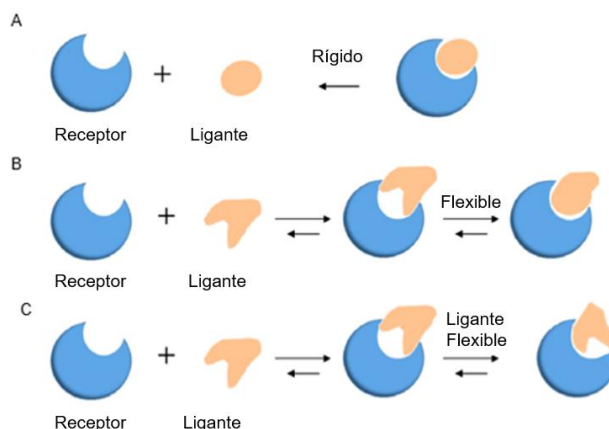 A
+
Rígido
Receptor
Ligante
B
+
Flexible
Receptor
Ligante
C
+
Ligante
Flexible
Receptor
Ligante